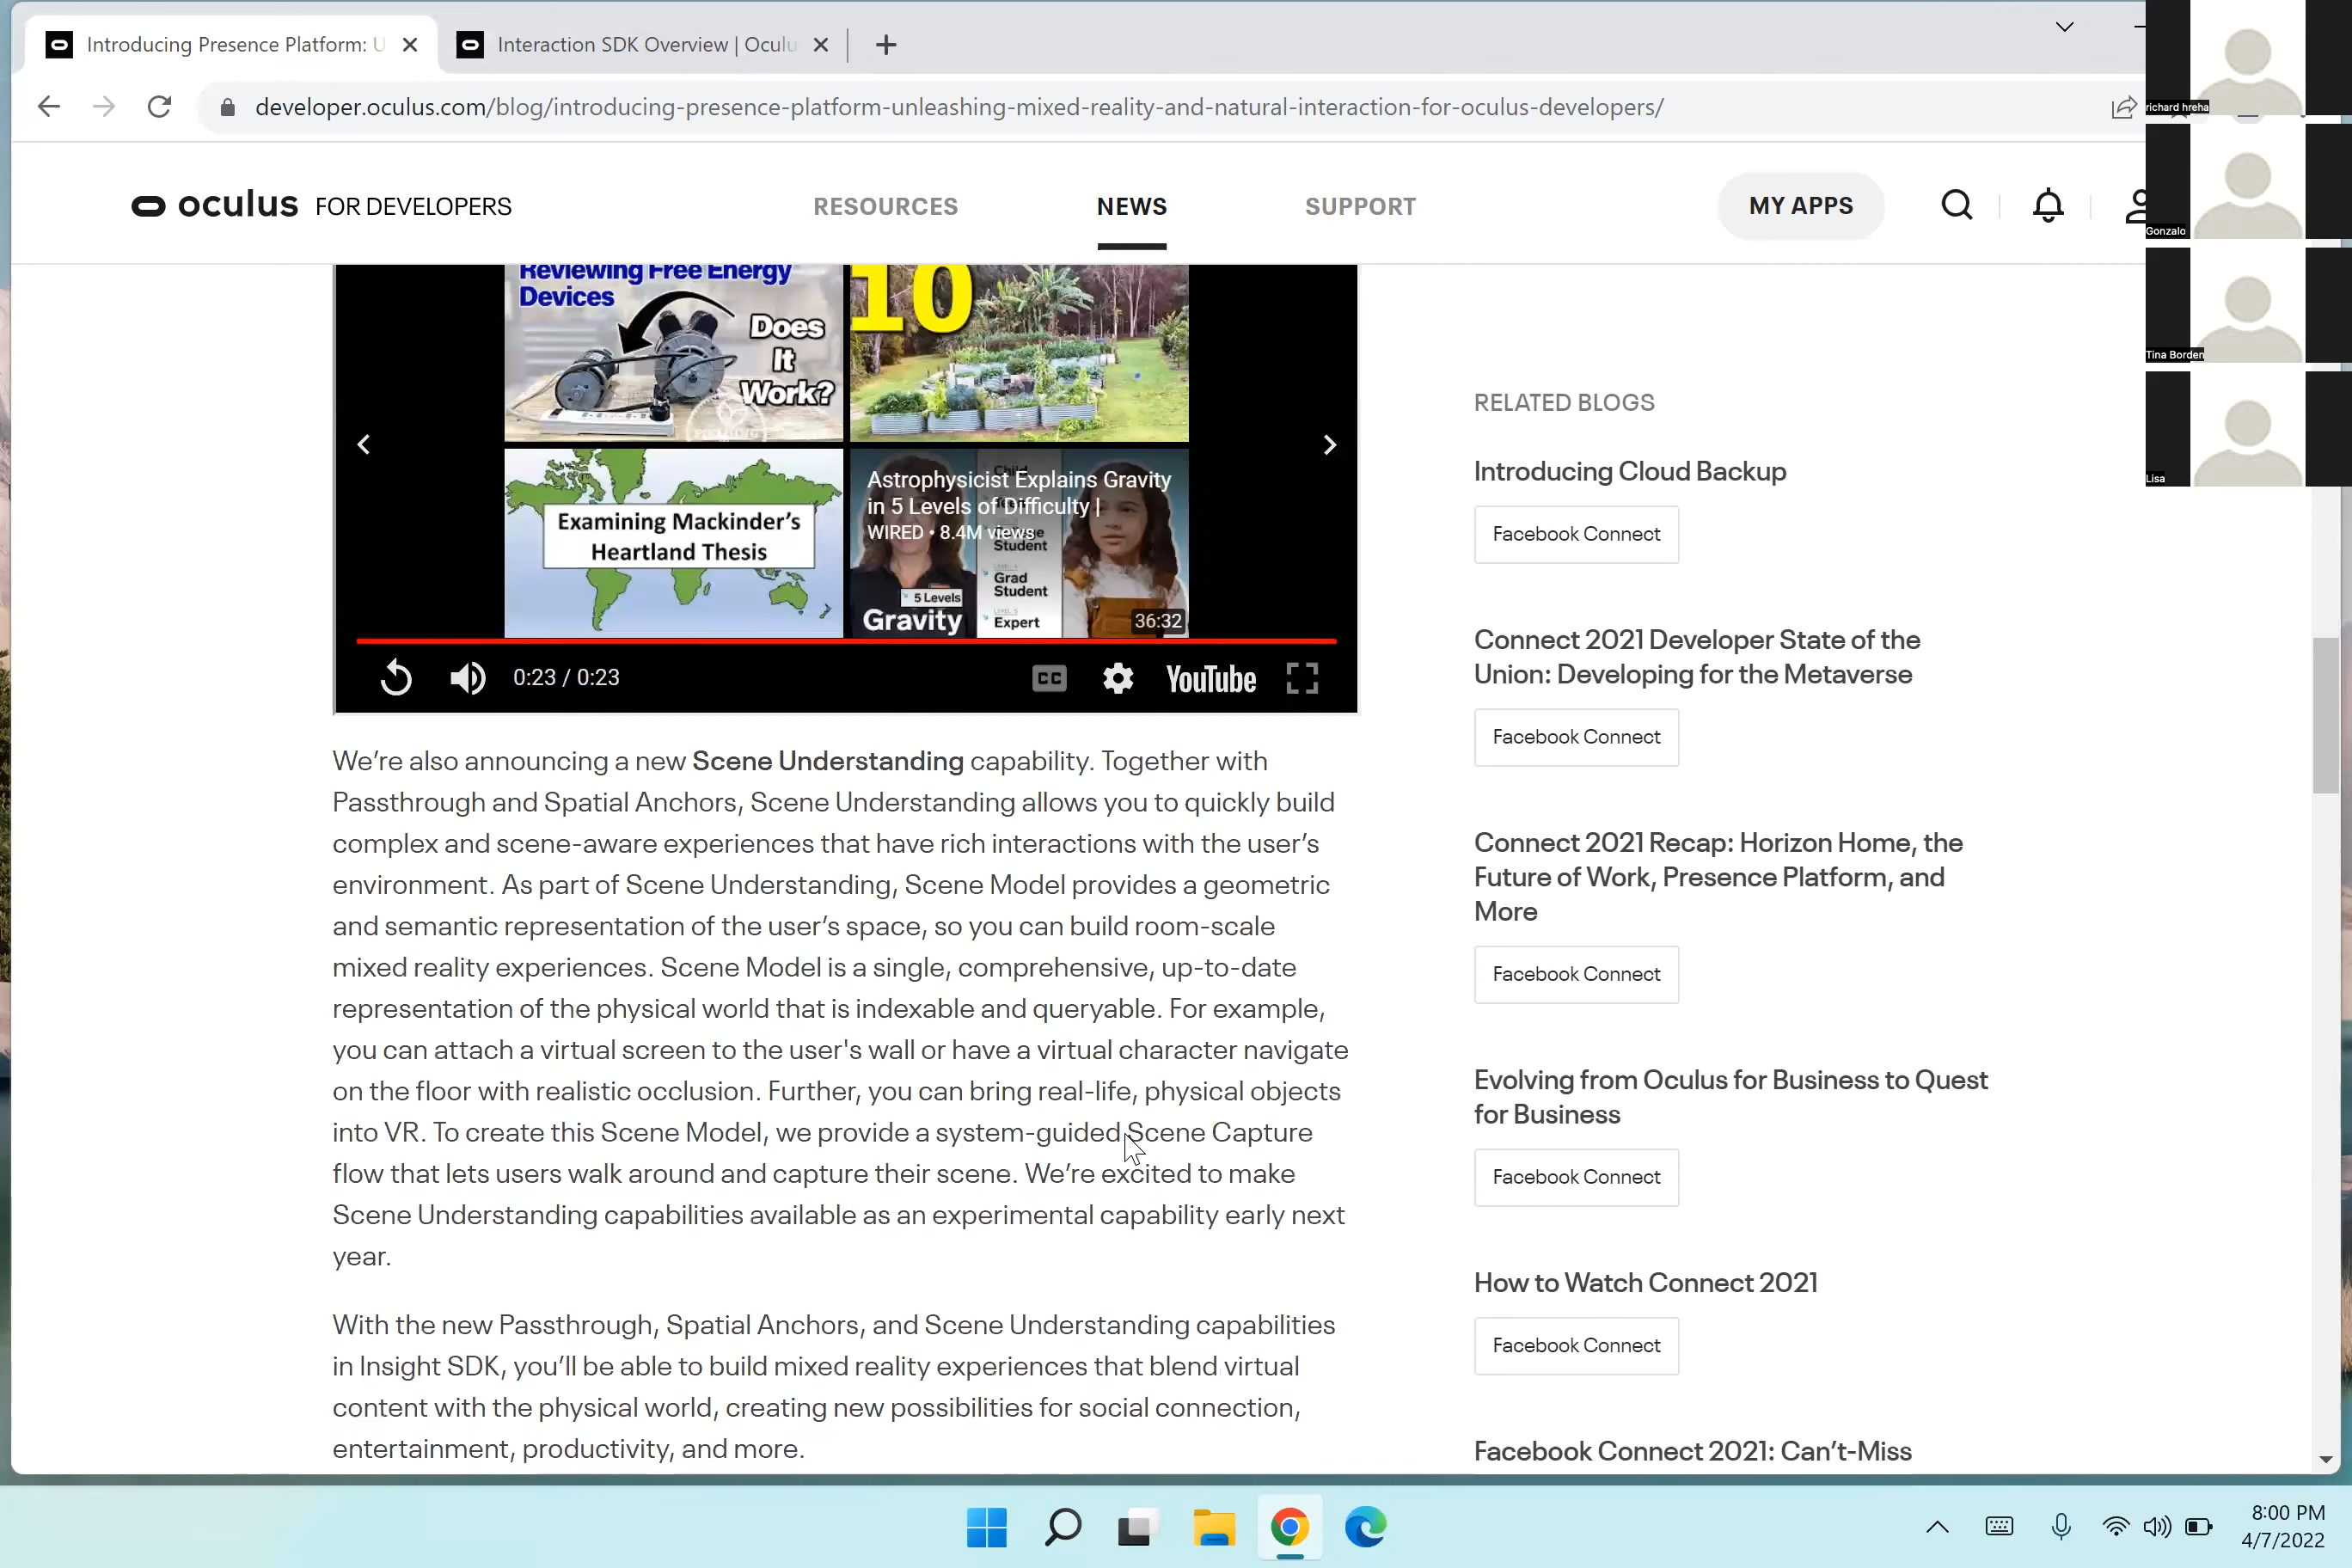 Introducing Presence Platform: U
Interaction SDK Overview | Ocul
developer.oculus.com/blog/introducing-presence-platform-unleashing-mixed-reality-and-natural-interaction-for-oculus-developers/
oculus FOR DEVELOPERS
RESOURCES
NEWS
SUPPORT
MY APPS
richard hreha
Gonzalo
Tina Borden
Lisa
Reviewing Free Energy
Devices
Does
It
Work?
10
Examining Mackinder's
Heartland Thesis
Astrophysicist Explains Gravity
in 5 Levels of Difficulty |
WIRED • 8.4M views
Student
Grad
Student
Expert
5 Levels
Gravity
36:32
0:23 / 0:23
CC
YouTube
We're also announcing a new Scene Understanding capability. Together with
Passthrough and Spatial Anchors, Scene Understanding allows you to quickly build
complex and scene-aware experiences that have rich interactions with the user's
environment. As part of Scene Understanding, Scene Model provides a geometric
and semantic representation of the user's space, so you can build room-scale
mixed reality experiences. Scene Model is a single, comprehensive, up-to-date
representation of the physical world that is indexable and queryable. For example,
you can attach a virtual screen to the user's wall or have a virtual character navigate
on the floor with realistic occlusion. Further, you can bring real-life, physical objects
into VR. To create this Scene Model, we provide a system-guided Scene Capture
flow that lets users walk around and capture their scene. We're excited to make
Scene Understanding capabilities available as an experimental capability early next
year.
With the new Passthrough, Spatial Anchors, and Scene Understanding capabilities
in Insight SDK, you'll be able to build mixed reality experiences that blend virtual
content with the physical world, creating new possibilities for social connection,
entertainment, productivity, and more.
RELATED BLOGS
Introducing Cloud Backup
Facebook Connect
Connect 2021 Developer State of the
Union: Developing for the Metaverse
Facebook Connect
Connect 2021 Recap: Horizon Home, the
Future of Work, Presence Platform, and
More
Facebook Connect
Evolving from Oculus for Business to Quest
for Business
Facebook Connect
How to Watch Connect 2021
Facebook Connect
Facebook Connect 2021: Can't-Miss
8:00 PM
4/7/2022